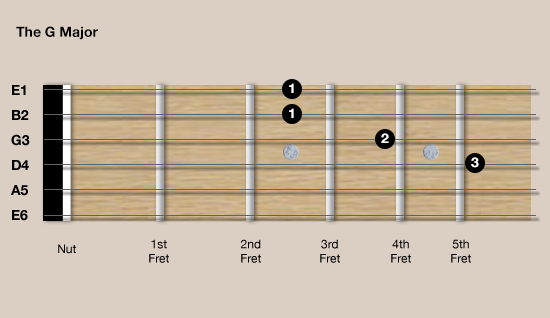 The G Major
E1
1
B2
1
G3
2
D4
3
A5
E6
Nut
1st
Fret
2nd
Fret
3rd
Fret
4th
Fret
5th
Fret